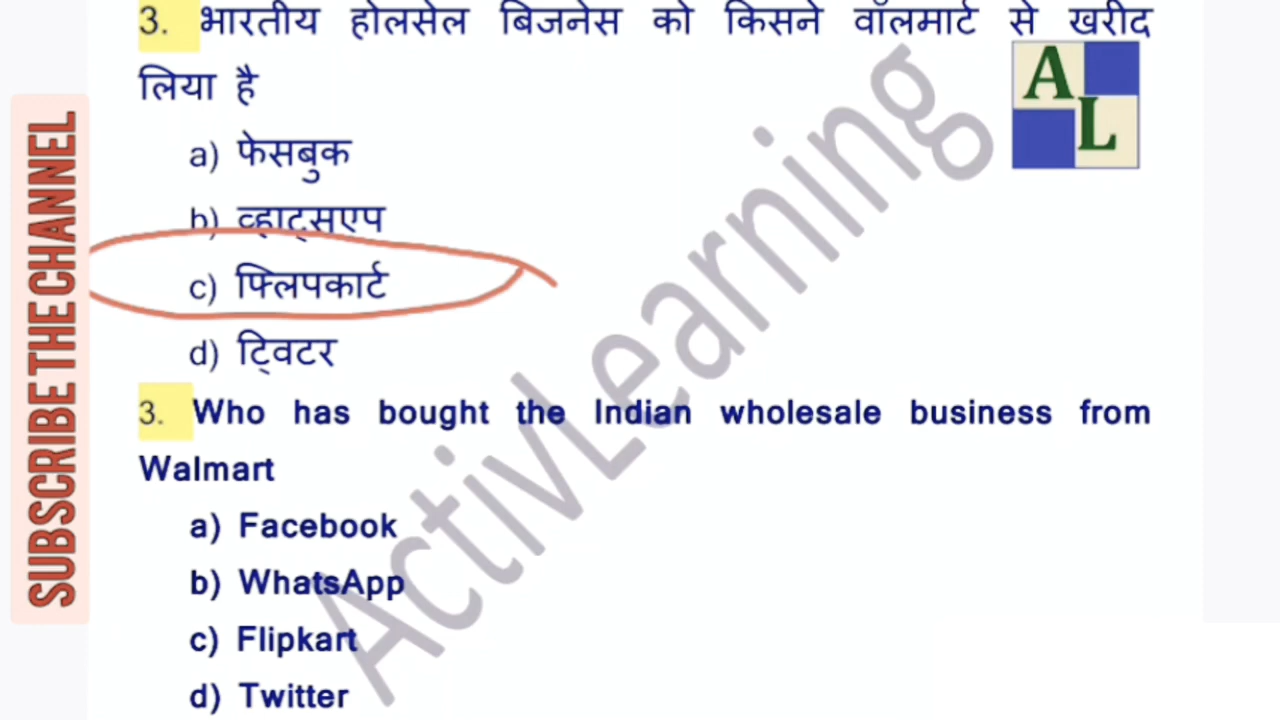 3. भारतीय होलसेल बिजनेस को किसने वॉलमार्ट से खरीद
लिया है
a) फेसबुक
b) व्हाट्सएप
c) फ्लिपकार्ट
d) ट्विटर
3. Who has bought the Indian wholesale business from
Walmart
a) Facebook
b) WhatsApp
c) Flipkart
d) Twitter
SUBSCRIBE THE CHANNEL
A
L
ActivLearning